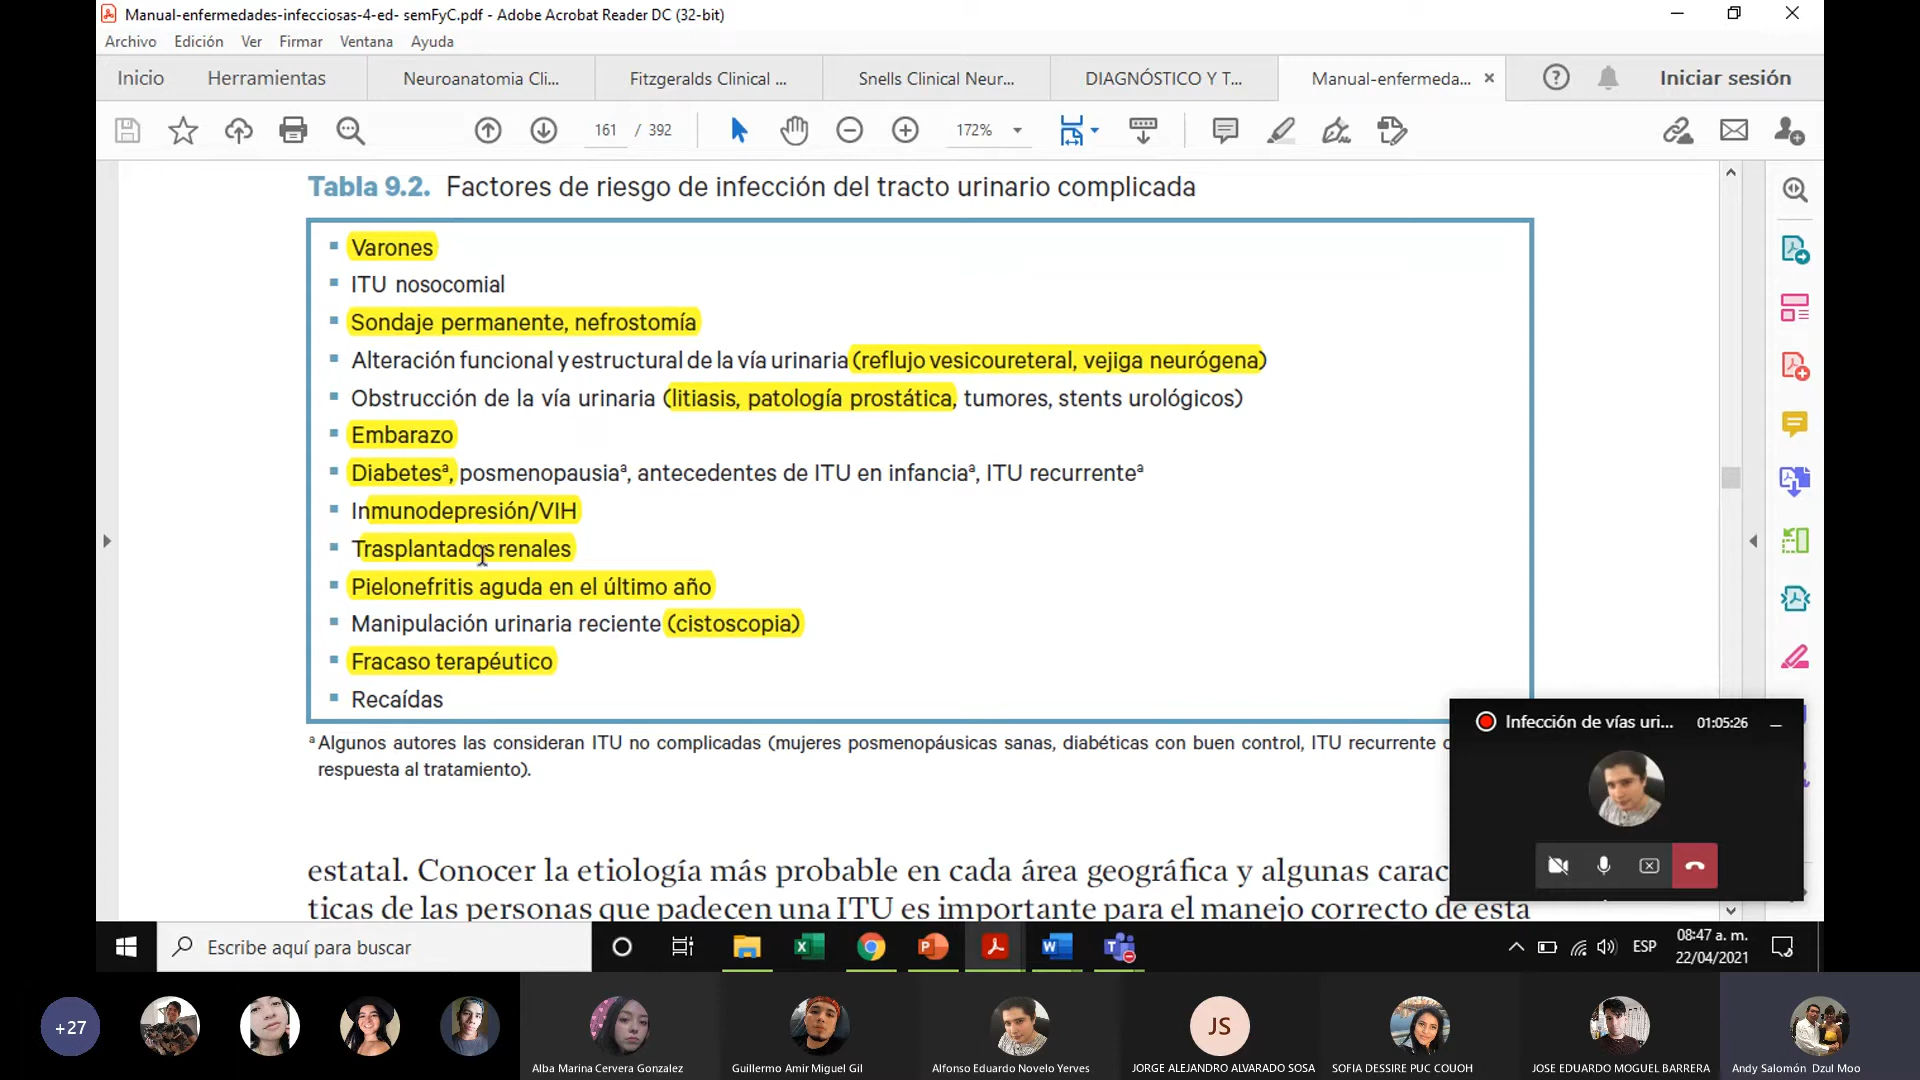 Manual-enfermedades-infecciosas-4-ed- semFyC.pdf - Adobe Acrobat Reader DC (32-bit)
Archivo Edición Ver Firmar Ventana Ayuda
Inicio Herramientas Neuroanatomia Cli... Fitzgeralds Clinical ... Snells Clinical Neur... DIAGNÓSTICO Y T... Manual-enfermeda... Iniciar sesión
161 / 392 172%
Tabla 9.2. Factores de riesgo de infección del tracto urinario complicada
Varones
ITU nosocomial
Sondaje permanente, nefrostomía
Alteración funcional y estructural de la vía urinaria (reflujo vesicoureteral, vejiga neurógena)
Obstrucción de la vía urinaria (litiasis, patología prostática, tumores, stents urológicos)
Embarazo
Diabetesª, posmenopausiaª, antecedentes de ITU en infanciaª, ITU recurrenteª
Inmunodepresión/VIH
Trasplantados renales
Pielonefritis aguda en el último año
Manipulación urinaria reciente (cistoscopia)
Fracaso terapéutico
Recaídas
ª Algunos autores las consideran ITU no complicadas (mujeres posmenopáusicas sanas, diabéticas con buen control, ITU recurrente
respuesta al tratamiento).
Infección de vías uri... 01:05:26
estatal. Conocer la etiología más probable en cada área geográfica y algunas carac
ticas de las personas que padecen una ITU es importante para el manejo correcto de esta
Escribe aquí para buscar
ESP
08:47 a. m.
22/04/2021
+27
JS
Alba Marina Cervera Gonzalez Guillermo Amir Miguel Gil Alfonso Eduardo Novelo Yerves JORGE ALEJANDRO ALVARADO SOSA SOFIA DESSIRE PUC COUOH JOSE EDUARDO MOGUEL BARRERA Andy Salomón Dzul Moo